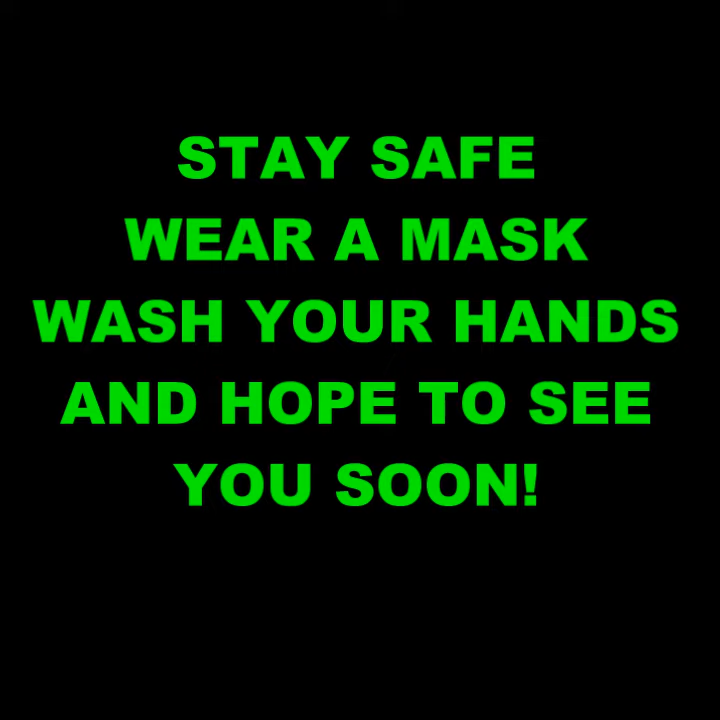 STAY SAFE
WEAR A MASK
WASH YOUR HANDS
AND HOPE TO SEE
YOU SOON!